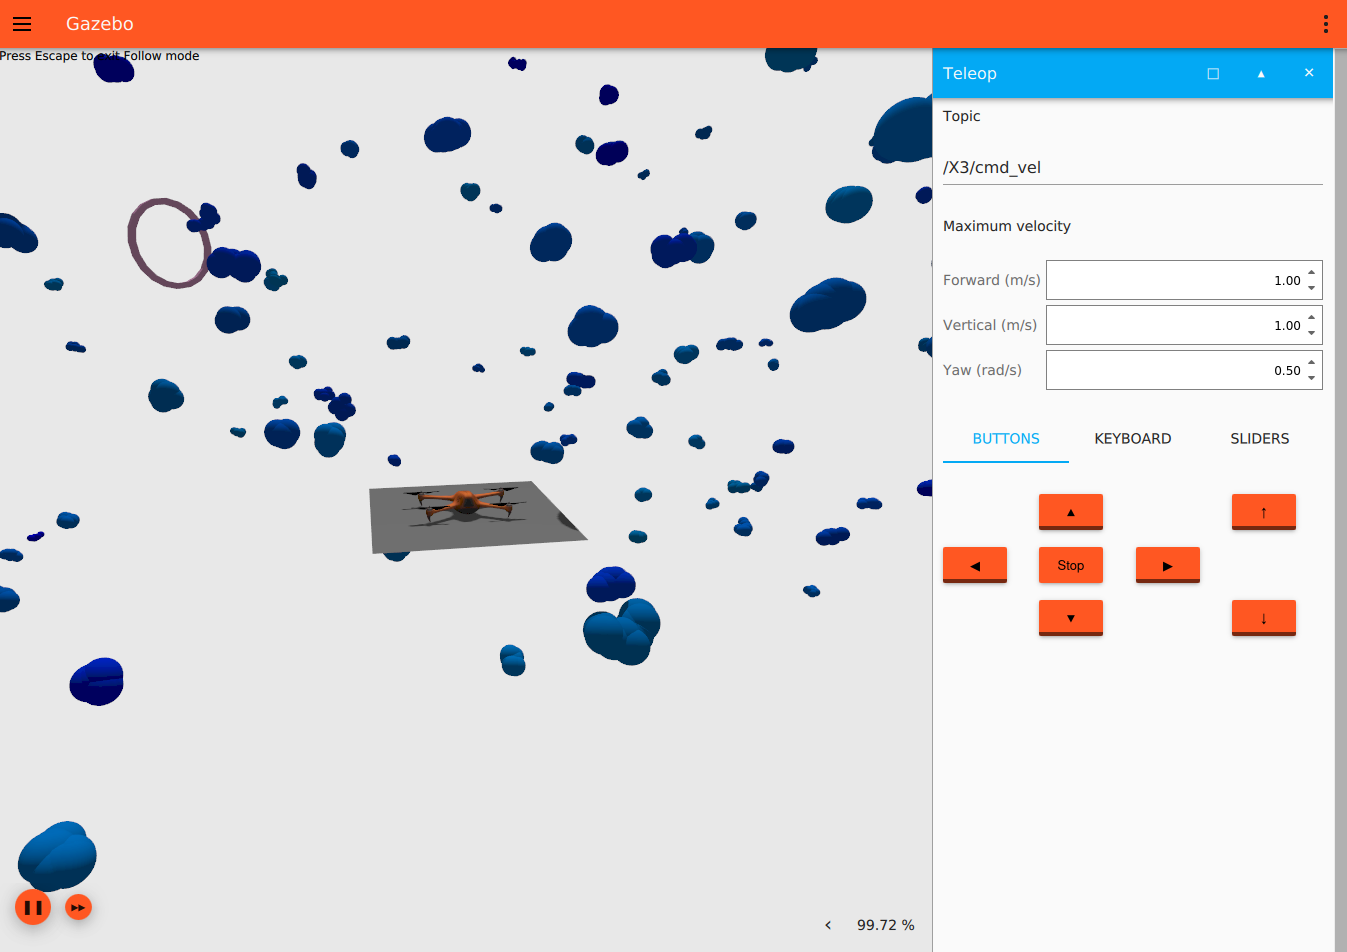 Gazebo
Press Escape to exit Follow mode
Teleop
Topic
/X3/cmd_vel
Maximum velocity
Forward (m/s) 1.00
Vertical (m/s) 1.00
Yaw (rad/s) 0.50
BUTTONS KEYBOARD SLIDERS
Stop
99.72 %